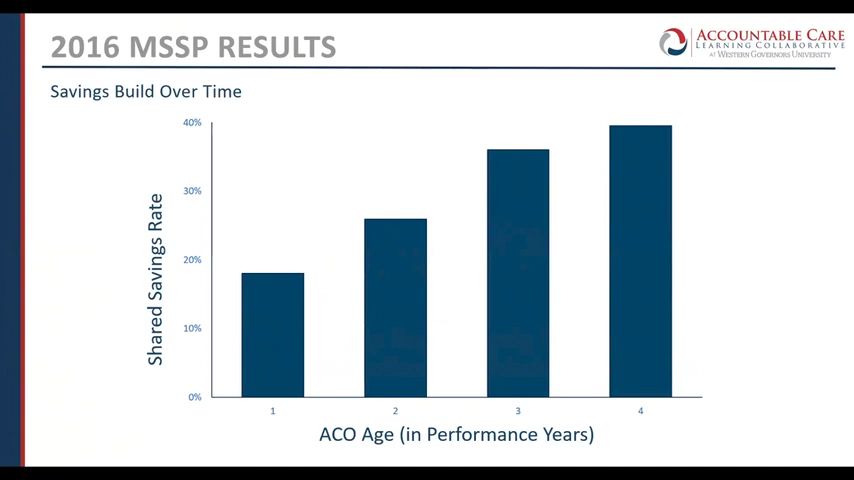 2016 MSSP RESULTS
ACCOUNTABLE CARE
LEARNING COLLABORATIVE
AT WESTERN GOVERNORS UNIVERSITY
Savings Build Over Time
Shared Savings Rate
40%
30%
20%
10%
0%
1 2 3 4
ACO Age (in Performance Years)